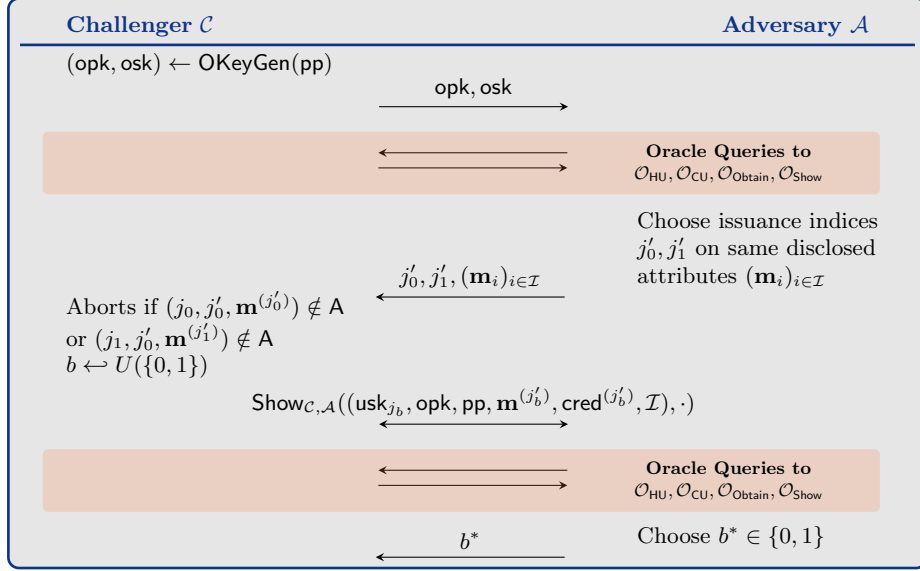 Challenger 𝒞 Adversary 𝒜
(opk, osk) ← OKeyGen(pp)
opk, osk
Oracle Queries to
𝒪_HU, 𝒪_CU, 𝒪_Obtain, 𝒪_Show
Choose issuance indices
j′_0, j′_1 on same disclosed
attributes (𝐦_i)_{i∈ℐ}
j′_0, j′_1, (𝐦_i)_{i∈ℐ}
Aborts if (j_0, j′_0, 𝐦^{(j′_0)}) ∉ A
or (j_1, j′_0, 𝐦^{(j′_1)}) ∉ A
b ↩ U({0, 1})
Show_{𝒞,𝒜}((usk_{j_b}, opk, pp, 𝐦^{(j′_b)}, cred^{(j′_b)}, ℐ), ·)
Oracle Queries to
𝒪_HU, 𝒪_CU, 𝒪_Obtain, 𝒪_Show
Choose b* ∈ {0, 1}
b*